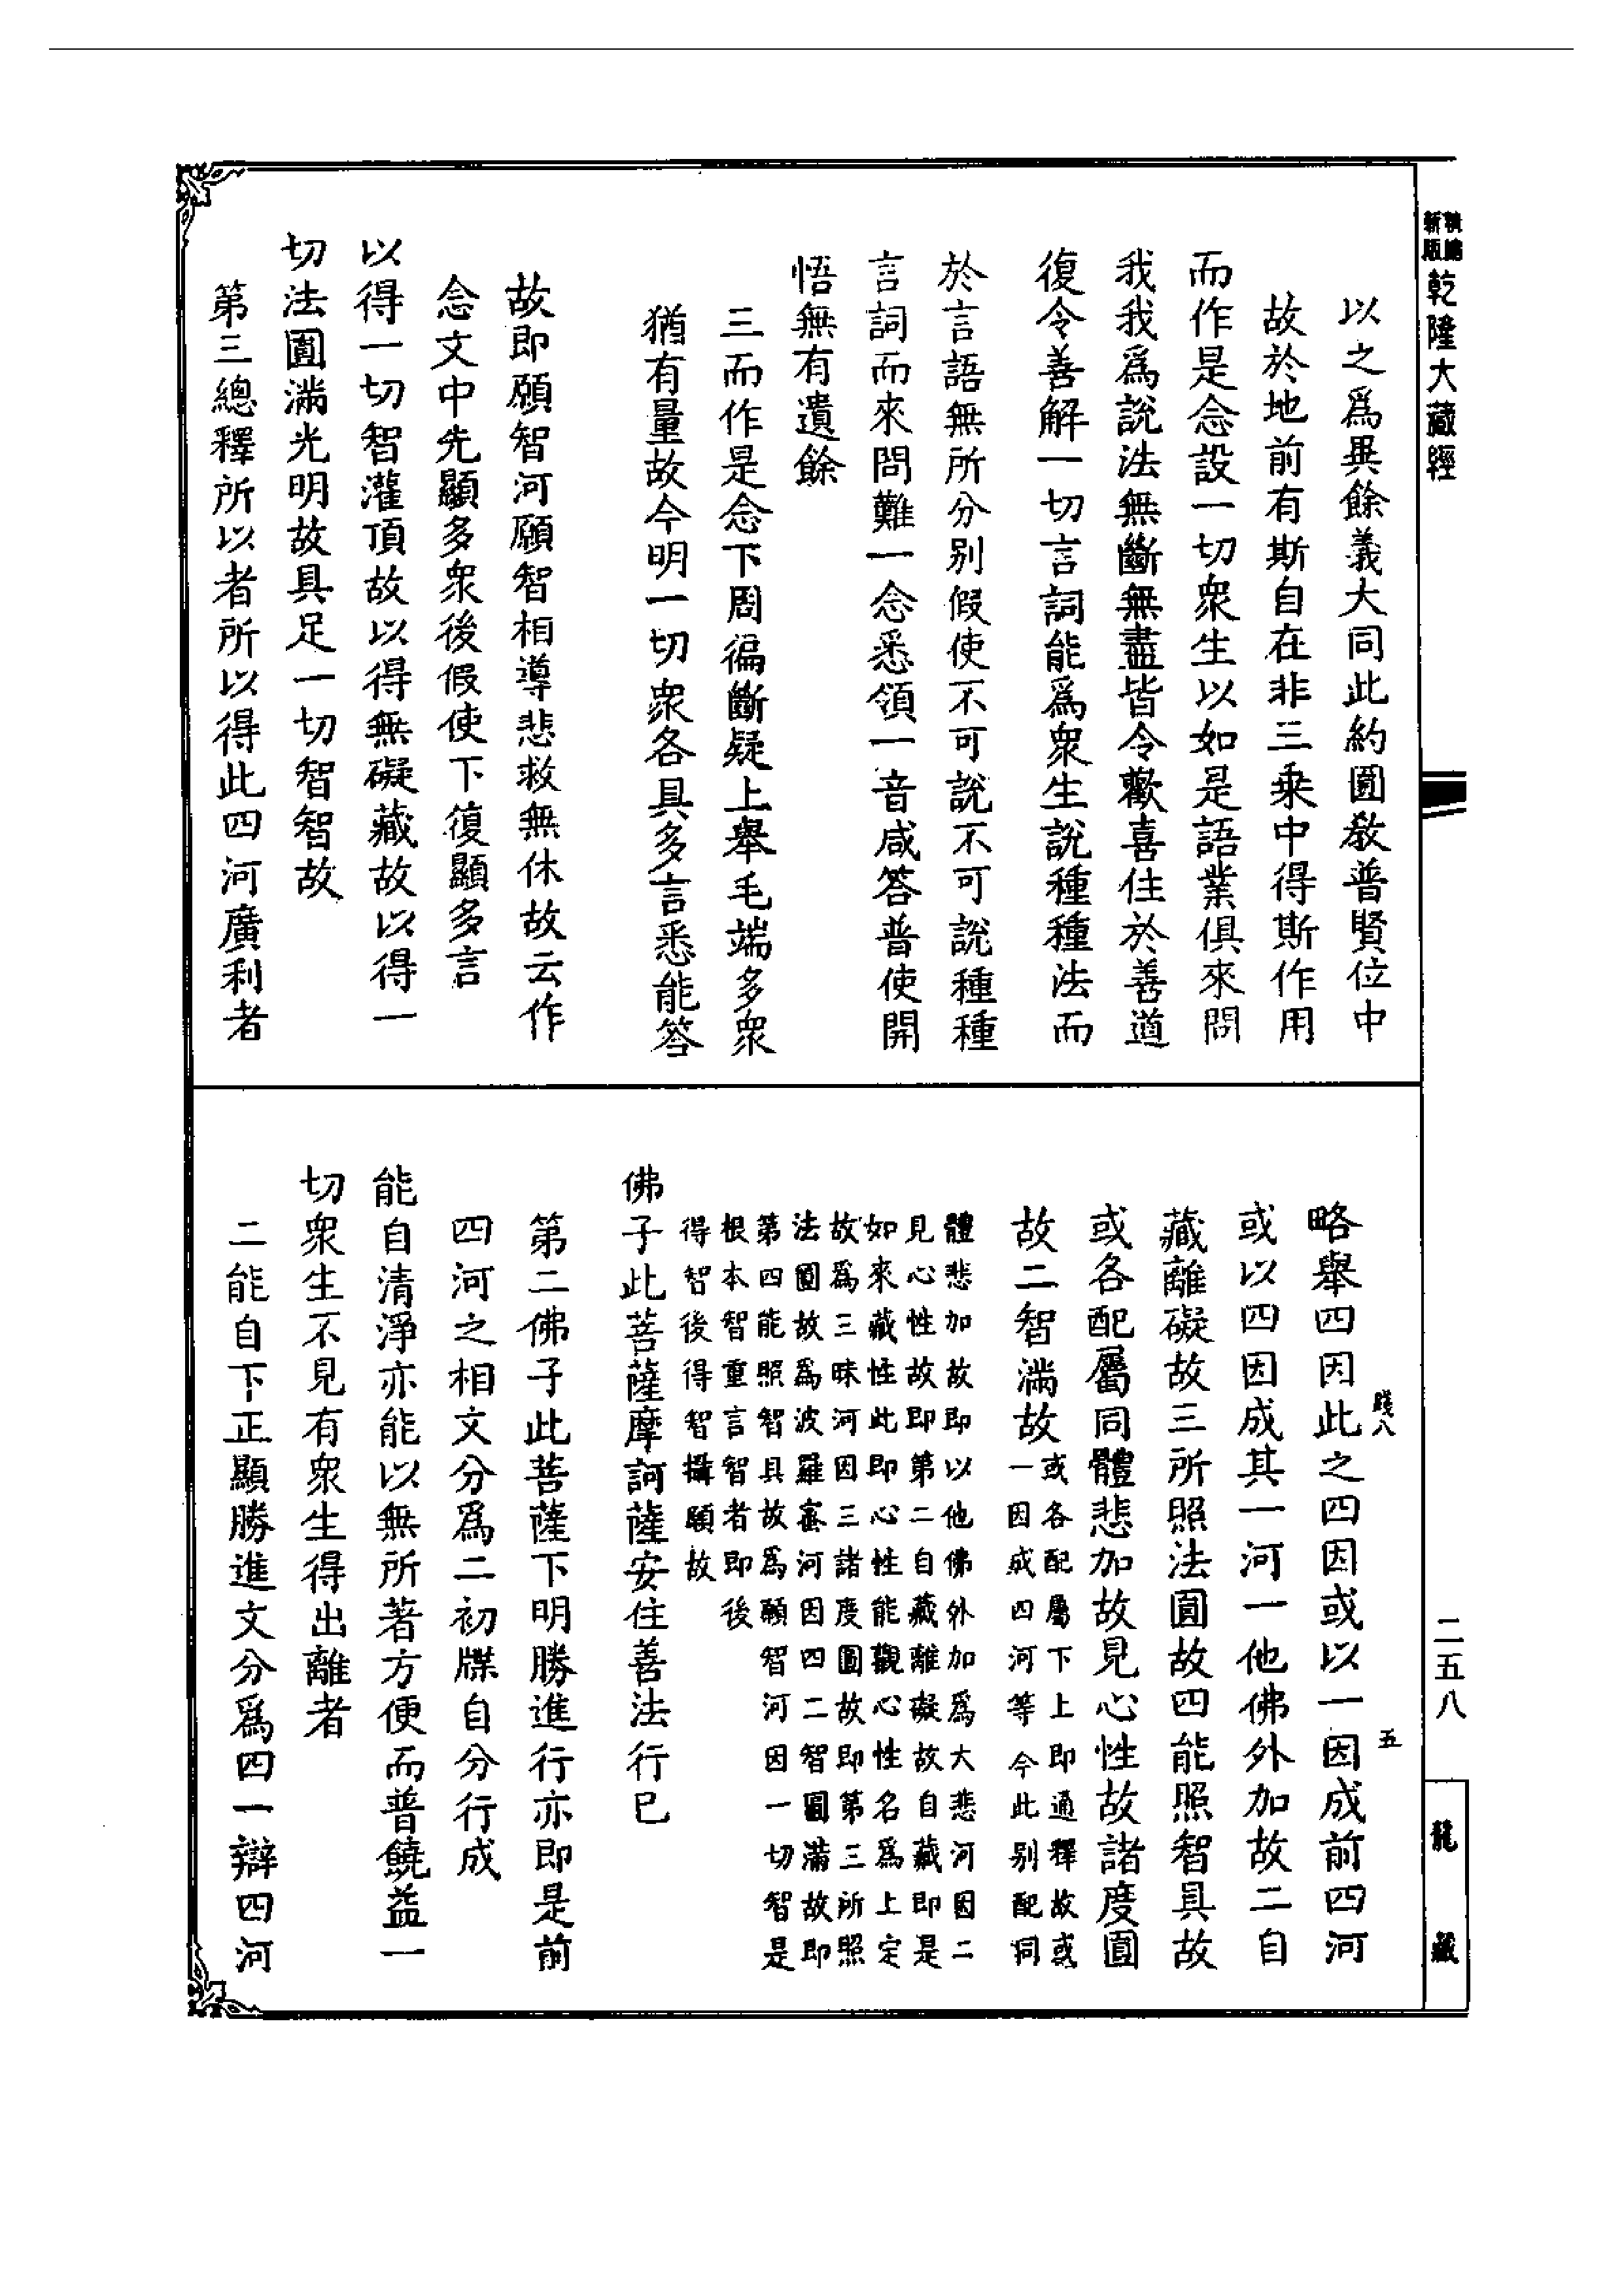 新編
新版
乾隆大藏經
以之爲異餘義大同此約圓教普賢位中
故於地前有斯自在非三乗中得斯作用
而作是念設一切衆生以如是語業俱來問
我我爲說法無斷無盡皆令歡喜住於善道
復令善解一切言詞能爲衆生說種種法而
於言語無所分别假使不可說不可說種種
言詞而來問難一念悉領一音咸答普使開
悟無有遺餘
三而作是念下周徧斷疑上舉毛端多衆
猶有量故今明一切衆各具多言悉能答
故即願智河願智相導悲救無休故云作
念文中先顯多衆後假使下復顯多言
以得一切智灌頂故以得無礙藏故以得一
切法圓滿光明故具足一切智智故
第三總釋所以者所以得此四河廣利者
踐八
五
略舉四因此之四因或以一因成前四河
或以四因成其一河一他佛外加故二自
藏離礙故三所照法圓故四能照智具故
或各配屬同體悲加故見心性故諸度圓
故二智滿故
或各配屬下上即通釋故或
一因成四河等今此别配同
體悲加故即以他佛外加爲大悲河因二
見心性故即第二自藏離礙故自藏即是
如來藏性此即心性能觀心性名爲上定
故爲三昧河因三諸度圓故即第三所照
法圓故爲波羅蜜河因四二智圓滿故即
第四能照智具故爲願智河因一切智是
根本智重言智者即後
得智後得智攝願故
佛子此菩薩摩訶薩安住善法行已
第二佛子此菩薩下明勝進行亦即是前
四河之相文分爲二初牒自分行成
能自清淨亦能以無所著方便而普饒益一
切衆生不見有衆生得出離者
二能自下正顯勝進文分爲四一辯四河
二五八
龍藏